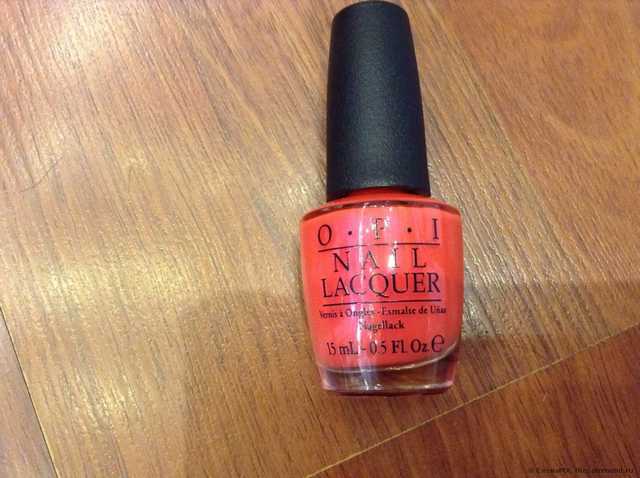 O · P · I
NAIL
LACQUER
Vernis à Ongles - Esmalte de Uñas
Nagellack
15 mL - 0.5 Fl. Oz. ℮